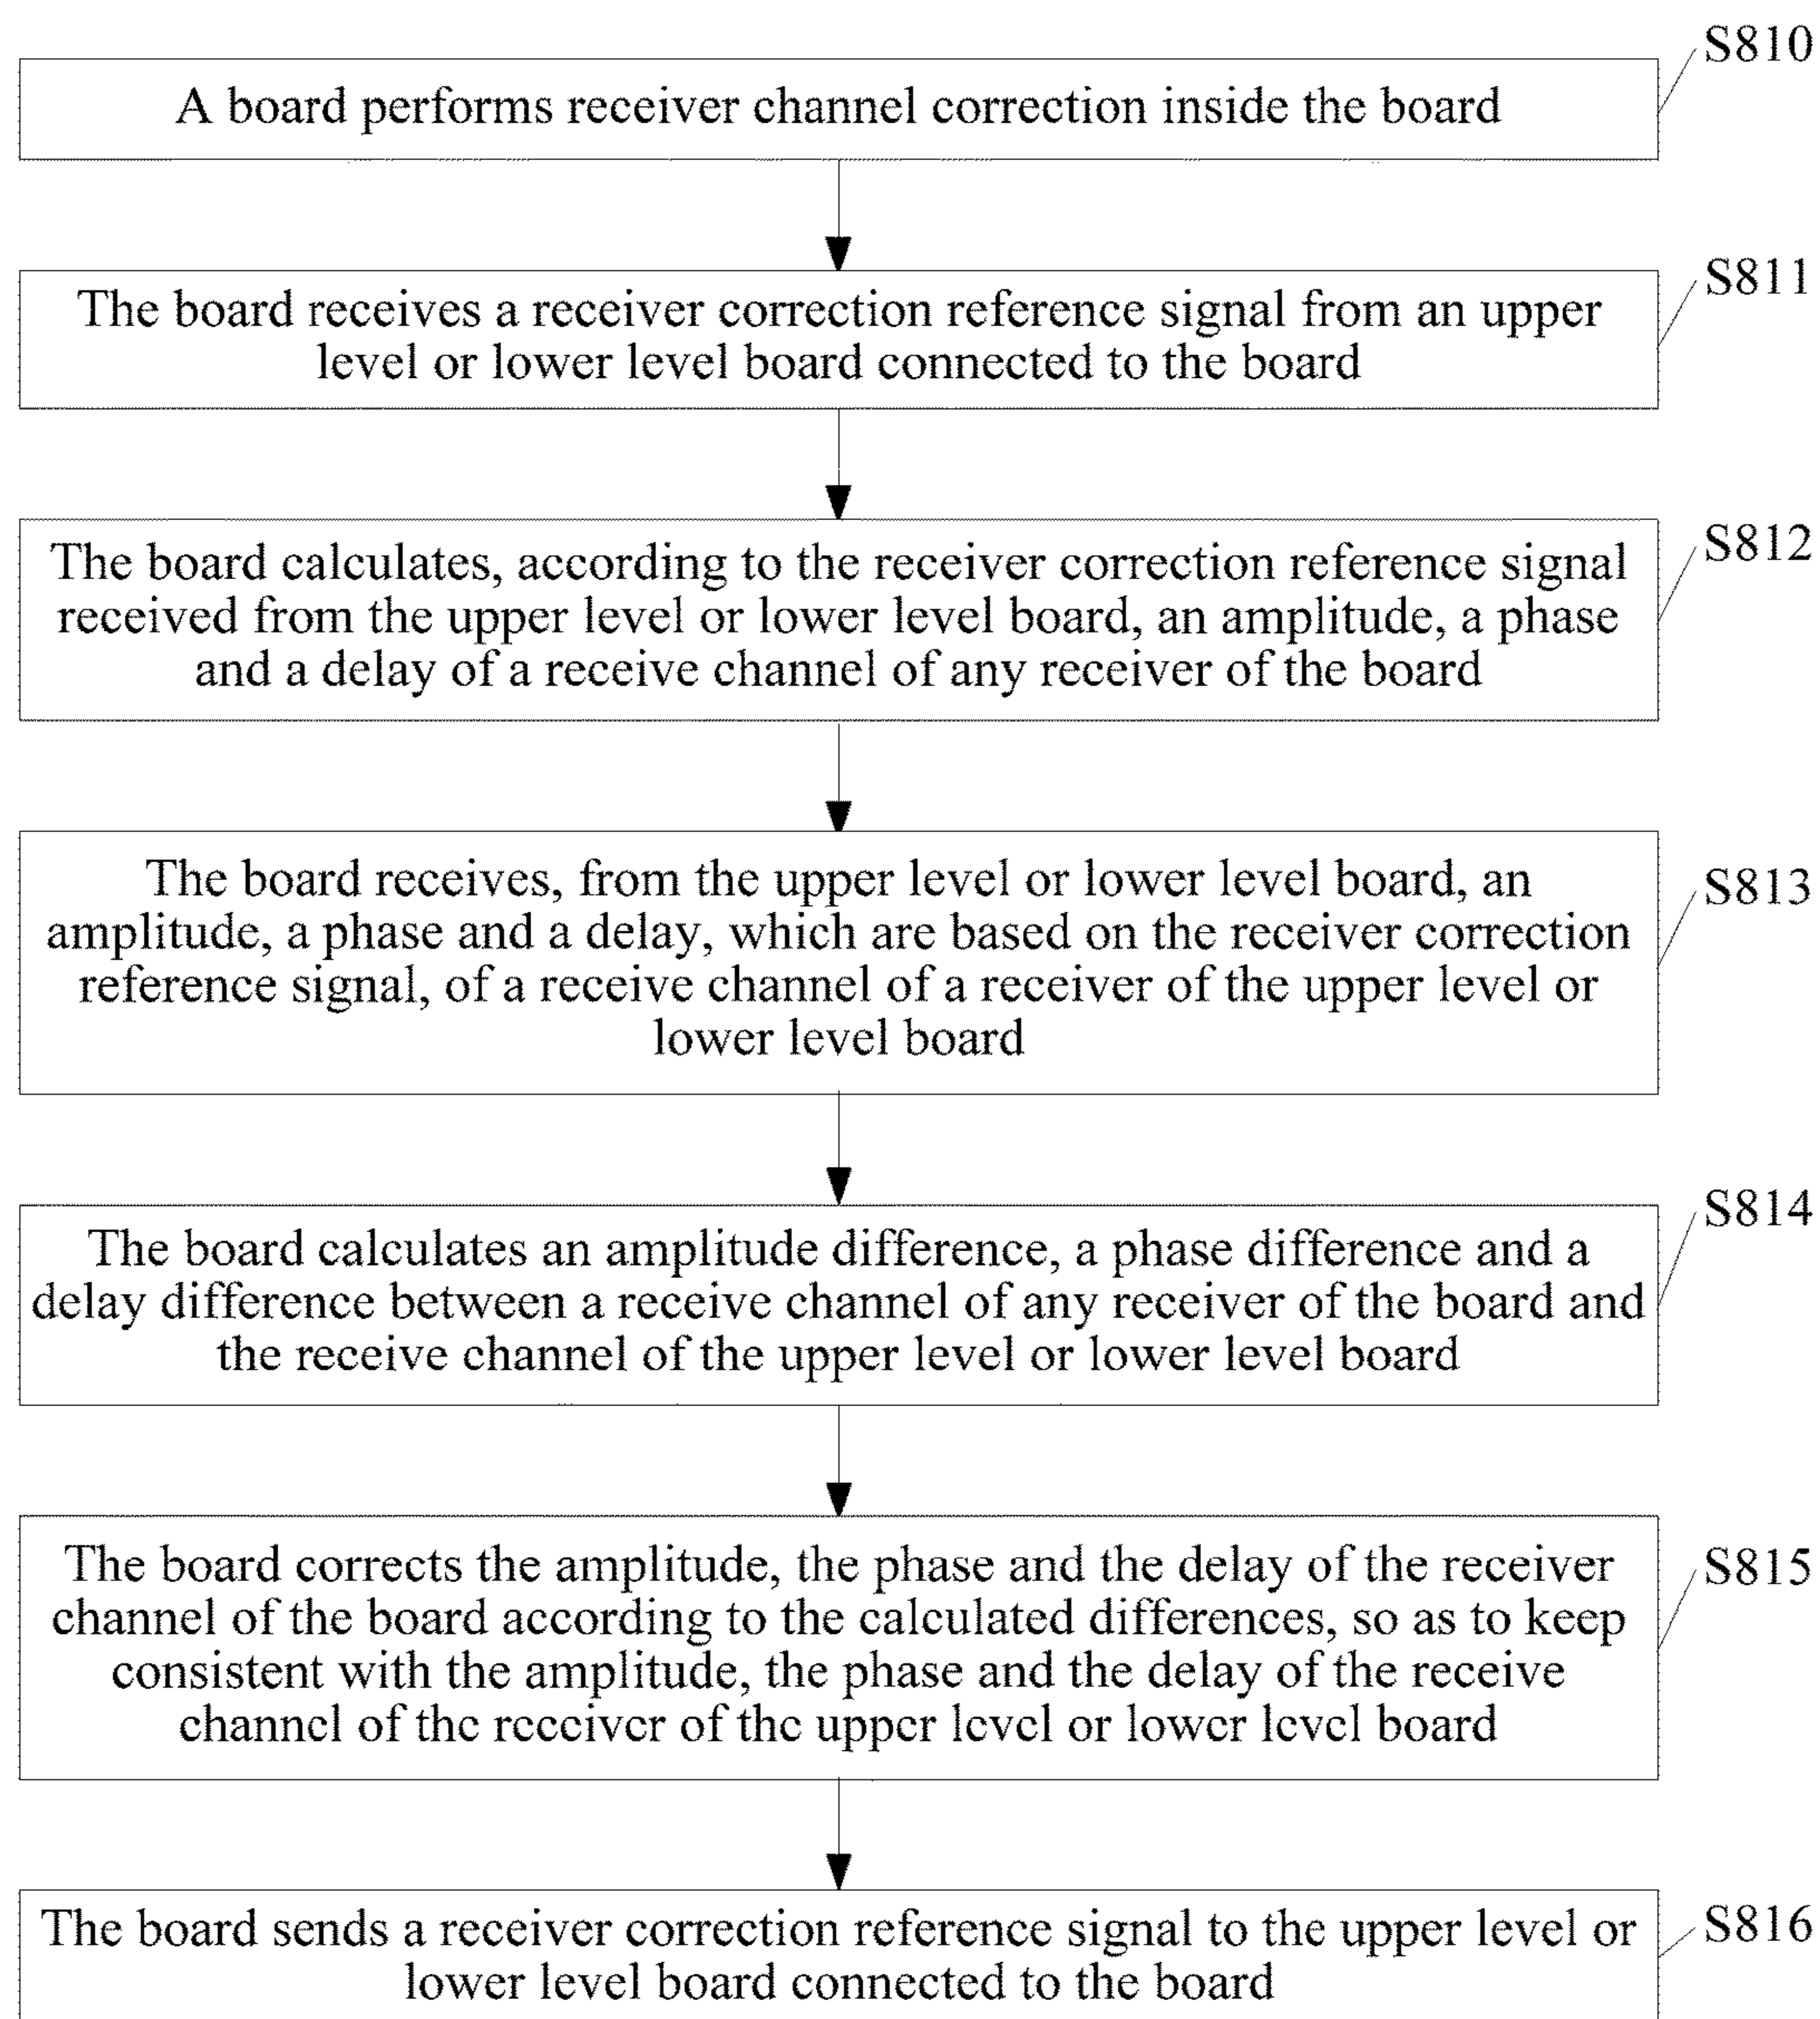 S810
A board performs receiver channel correction inside the board
S811
The board receives a receiver correction reference signal from an upper
level or lower level board connected to the board
S812
The board calculates, according to the receiver correction reference signal
received from the upper level or lower level board, an amplitude, a phase
and a delay of a receive channel of any receiver of the board
S813
The board receives, from the upper level or lower level board, an
amplitude, a phase and a delay, which are based on the receiver correction
reference signal, of a receive channel of a receiver of the upper level or
lower level board
S814
The board calculates an amplitude difference, a phase difference and a
delay difference between a receive channel of any receiver of the board and
the receive channel of the upper level or lower level board
S815
The board corrects the amplitude, the phase and the delay of the receiver
channel of the board according to the calculated differences, so as to keep
consistent with the amplitude, the phase and the delay of the receive
channel of the receiver of the upper level or lower level board
S816
The board sends a receiver correction reference signal to the upper level or
lower level board connected to the board